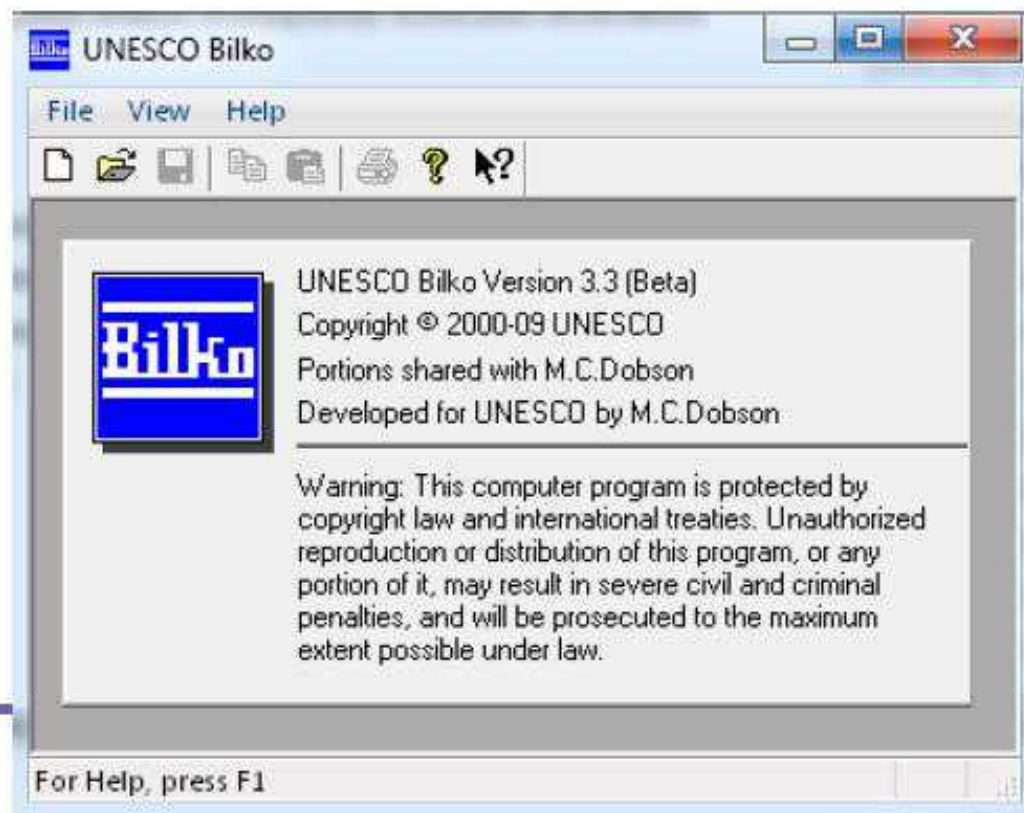 Bilko UNESCO Bilko
File View Help
UNESCO Bilko Version 3.3 (Beta)
Copyright © 2000-09 UNESCO
Portions shared with M.C.Dobson
Developed for UNESCO by M.C.Dobson
Bilko
Warning: This computer program is protected by
copyright law and international treaties. Unauthorized
reproduction or distribution of this program, or any
portion of it, may result in severe civil and criminal
penalties, and will be prosecuted to the maximum
extent possible under law.
For Help, press F1